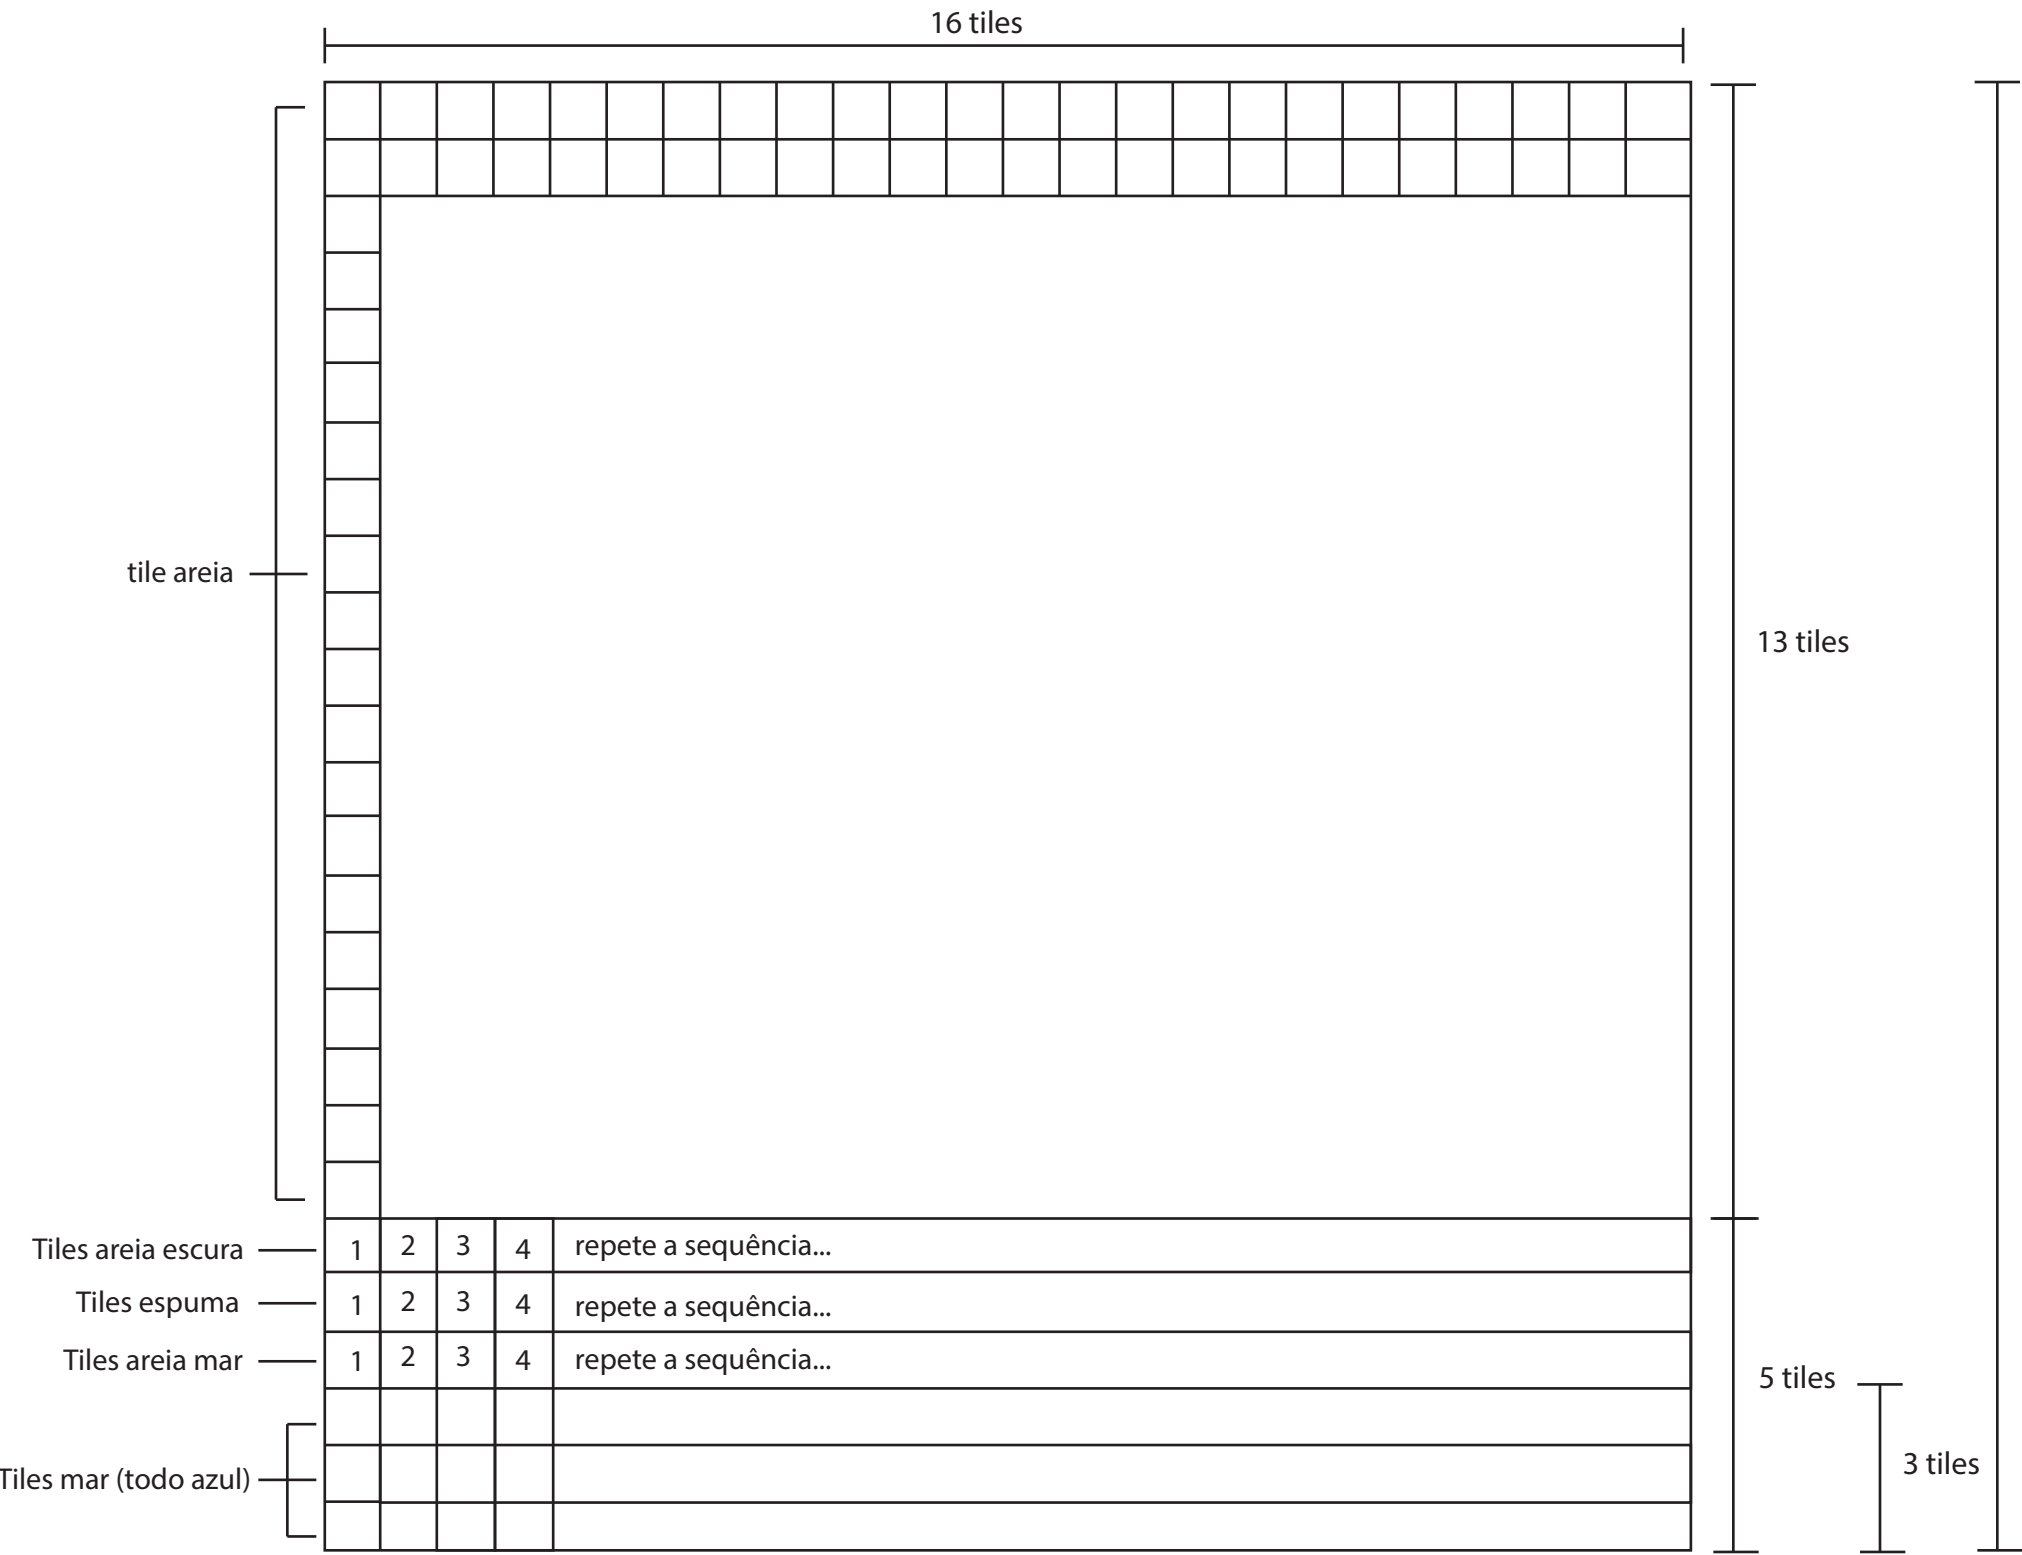 16 tiles
tile areia
13 tiles
Tiles areia escura
1 2 3 4 repete a sequência...
Tiles espuma
1 2 3 4 repete a sequência...
Tiles areia mar
1 2 3 4 repete a sequência...
5 tiles
3 tiles
Tiles mar (todo azul)